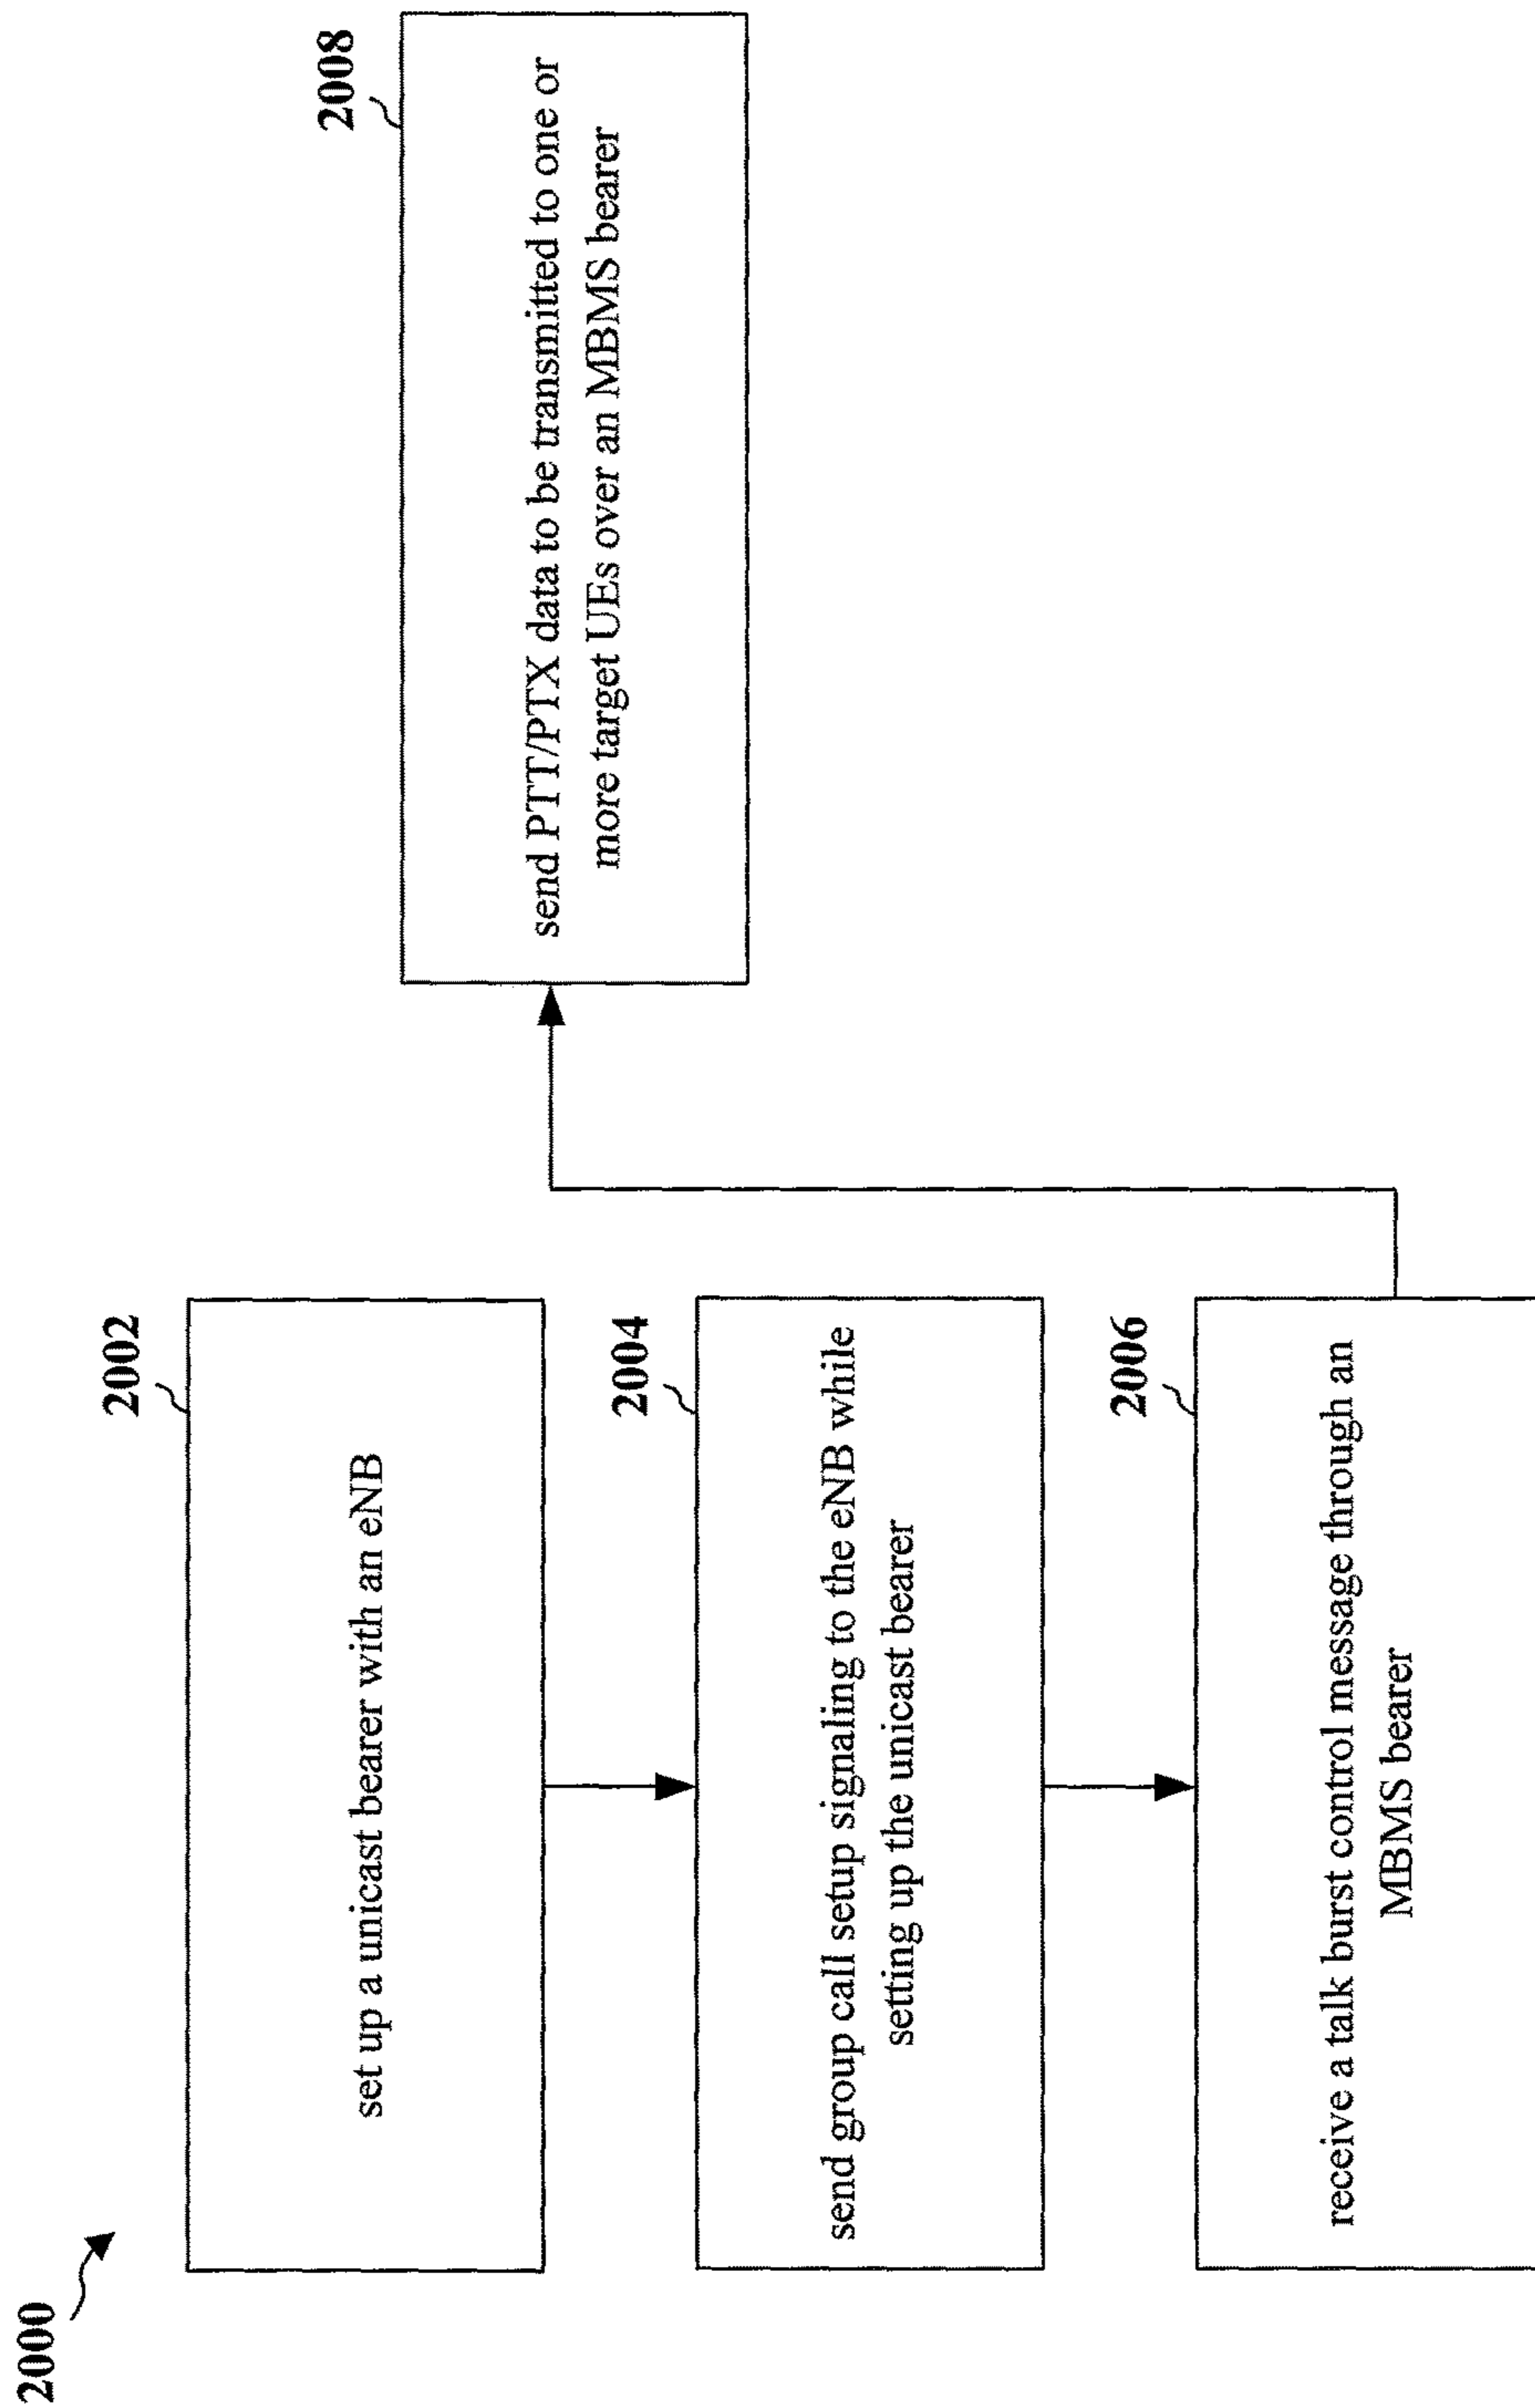 2000
2002
set up a unicast bearer with an eNB
2004
send group call setup signaling to the eNB while
setting up the unicast bearer
2006
receive a talk burst control message through an
MBMS bearer
2008
send PTT/PTX data to be transmitted to one or
more target UEs over an MBMS bearer